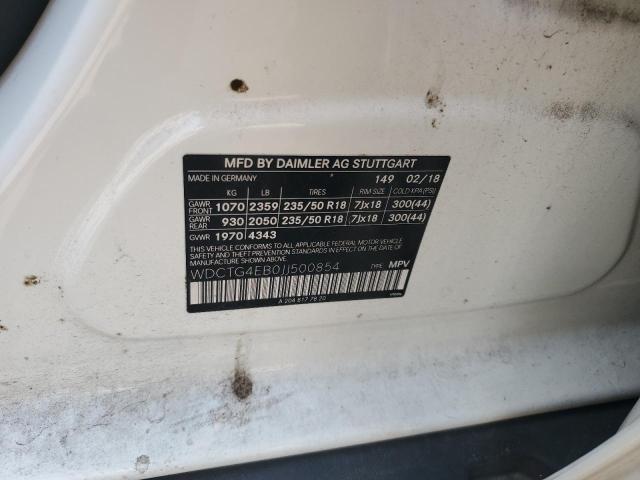 MFD BY DAIMLER AG STUTTGART
MADE IN GERMANY 149 02/18
KG LB TIRES RIM SIZE COLD KPA (PSI)
GAWR FRONT 1070 2359 235/50 R18 7Jx18 300(44)
GAWR REAR 930 2050 235/50 R18 7Jx18 300(44)
GVWR 1970 4343
THIS VEHICLE CONFORMS TO ALL APPLICABLE FEDERAL MOTOR VEHICLE
SAFETY, BUMPER, AND THEFT PREVENTION STANDARDS IN EFFECT ON
THE DATE OF MANUFACTURE SHOWN ABOVE.
WDCTG4EB0JJ500854 TYPE: MPV
A 204 817 78 20